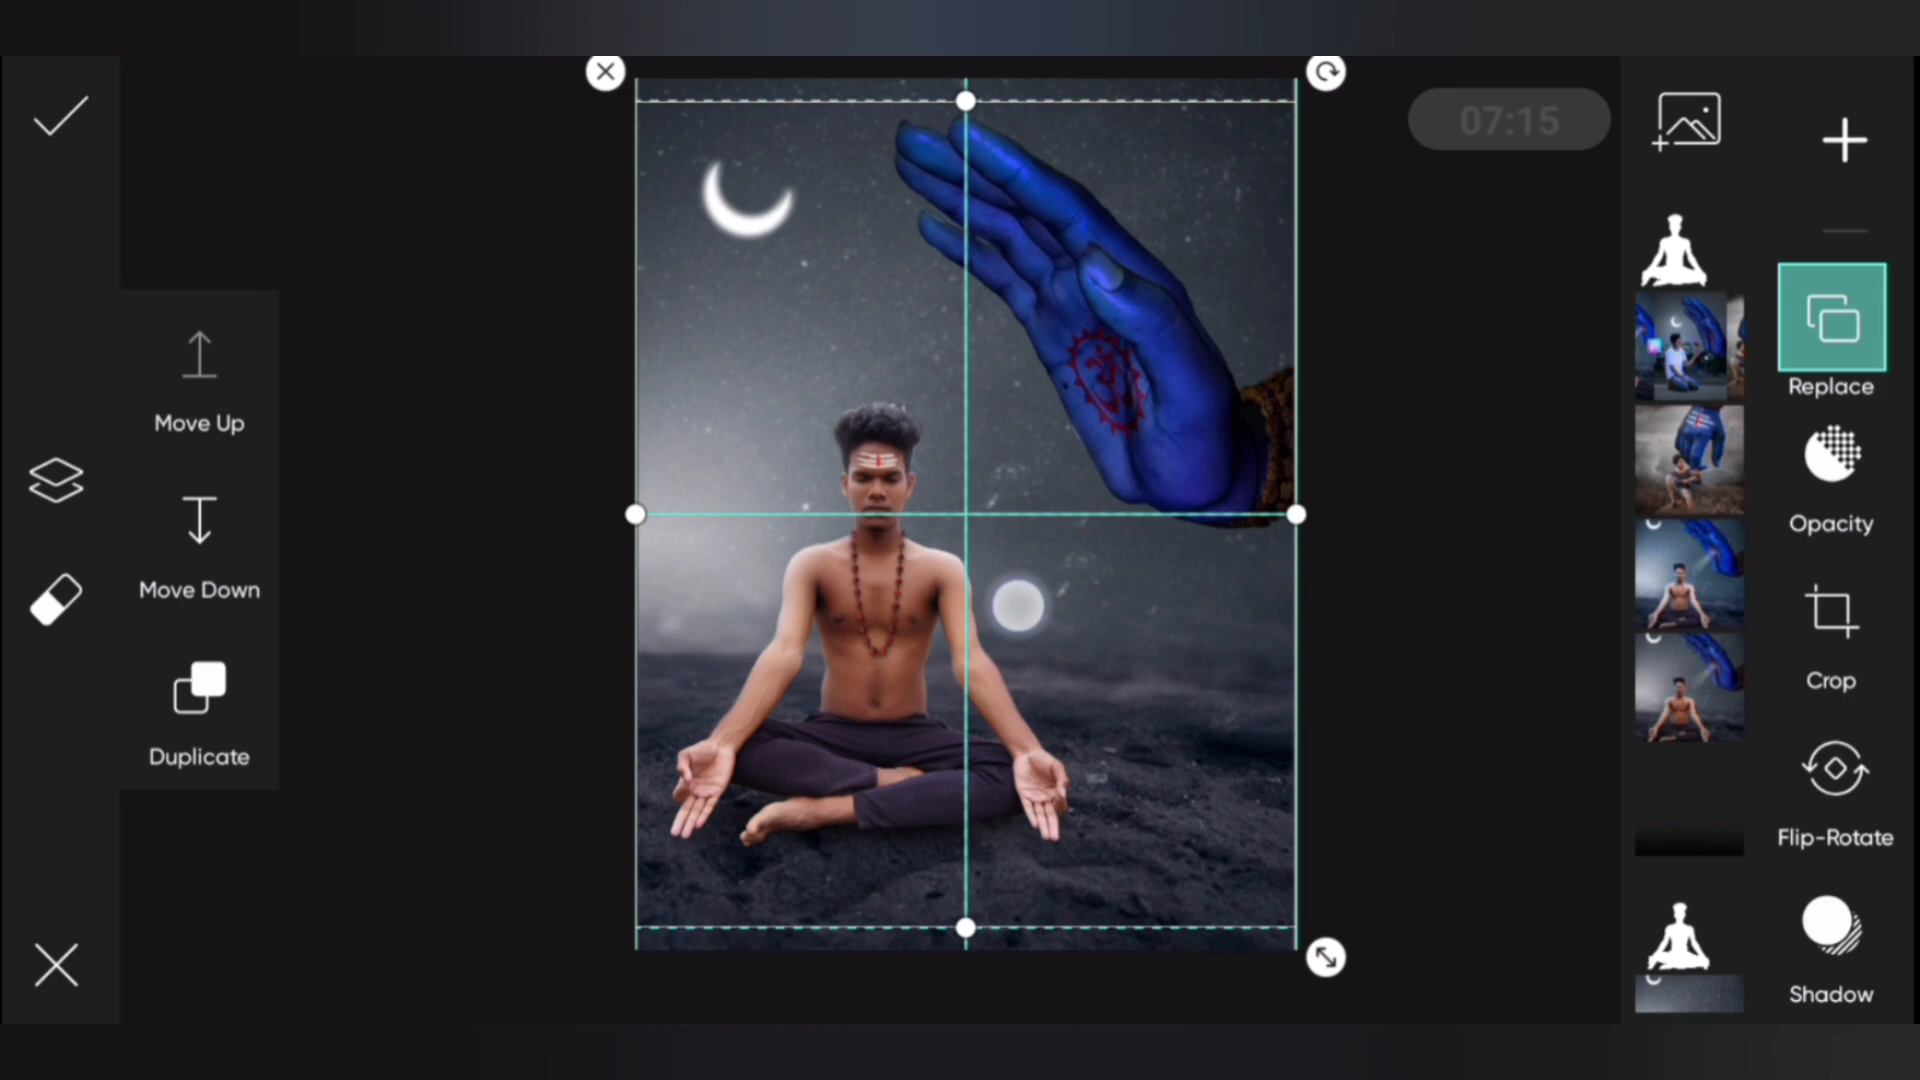 07:15
Move Up
Move Down
Duplicate
Replace
Opacity
Crop
Flip-Rotate
Shadow
ॐ